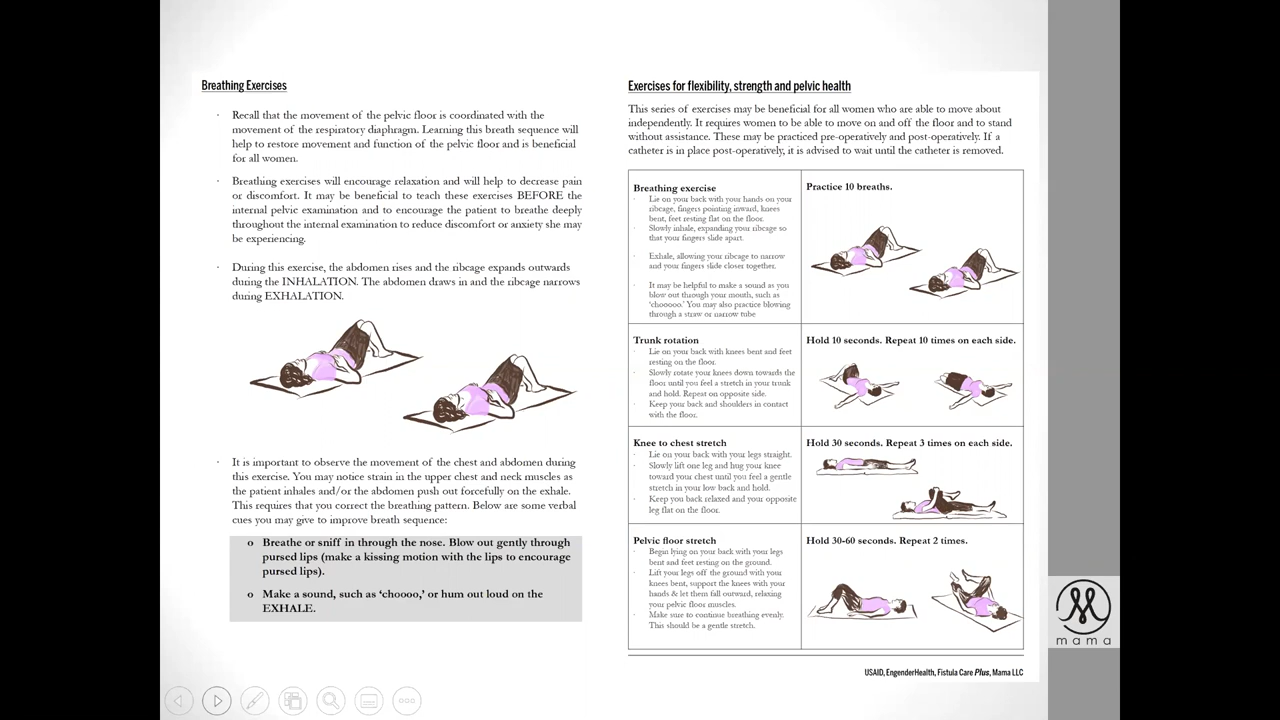 Breathing Exercises
· Recall that the movement of the pelvic floor is coordinated with the
movement of the respiratory diaphragm. Learning this breath sequence will
help to restore movement and function of the pelvic floor and is beneficial
for all women.
· Breathing exercises will encourage relaxation and will help to decrease pain
or discomfort. It may be beneficial to teach these exercises BEFORE the
internal pelvic examination and to encourage the patient to breathe deeply
throughout the internal examination to reduce discomfort or anxiety she may
be experiencing.
· During this exercise, the abdomen rises and the ribcage expands outwards
during the INHALATION. The abdomen draws in and the ribcage narrows
during EXHALATION.
· It is important to observe the movement of the chest and abdomen during
this exercise. You may notice strain in the upper chest and neck muscles as
the patient inhales and/or the abdomen push out forcefully on the exhale.
This requires that you correct the breathing pattern. Below are some verbal
cues you may give to improve breath sequence:
o Breathe or sniff in through the nose. Blow out gently through
pursed lips (make a kissing motion with the lips to encourage
pursed lips).
o Make a sound, such as ‘choooo,’ or hum out loud on the
EXHALE.
Exercises for flexibility, strength and pelvic health
This series of exercises may be beneficial for all women who are able to move about
independently. It requires women to be able to move on and off the floor and to stand
without assistance. These may be practiced pre-operatively and post-operatively. If a
catheter is in place post-operatively, it is advised to wait until the catheter is removed.
Breathing exercise
· Lie on your back with your hands on your
ribcage, fingers pointing inward, knees
bent, feet resting flat on the floor.
· Slowly inhale, expanding your ribcage so
that your fingers slide apart.
· Exhale, allowing your ribcage to narrow
and your fingers slide closer together.
· It may be helpful to make a sound as you
blow out through your mouth, such as
‘chooooo.’ You may also practice blowing
through a straw or narrow tube
Practice 10 breaths.
Trunk rotation
· Lie on your back with knees bent and feet
resting on the floor.
· Slowly rotate your knees down towards the
floor until you feel a stretch in your trunk
and hold. Repeat on opposite side.
· Keep your back and shoulders in contact
with the floor.
Hold 10 seconds. Repeat 10 times on each side.
Knee to chest stretch
· Lie on your back with your legs straight.
· Slowly lift one leg and hug your knee
toward your chest until you feel a gentle
stretch in your low back and hold.
· Keep you back relaxed and your opposite
leg flat on the floor.
Hold 30 seconds. Repeat 3 times on each side.
Pelvic floor stretch
· Begin lying on your back with your legs
bent and feet resting on the ground.
· Lift your legs off the ground with your
knees bent, support the knees with your
hands & let them fall outward, relaxing
your pelvic floor muscles.
· Make sure to continue breathing evenly.
This should be a gentle stretch.
Hold 30-60 seconds. Repeat 2 times.
USAID, EngenderHealth, Fistula Care Plus, Mama LLC
mama